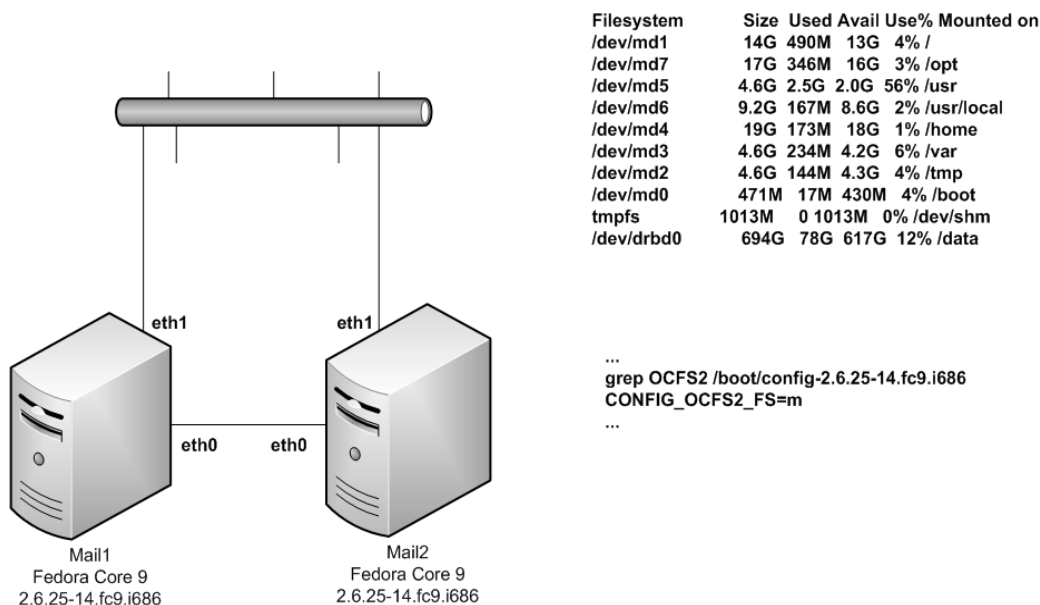 Filesystem Size Used Avail Use% Mounted on
/dev/md1 14G 490M 13G 4% /
/dev/md7 17G 346M 16G 3% /opt
/dev/md5 4.6G 2.5G 2.0G 56% /usr
/dev/md6 9.2G 167M 8.6G 2% /usr/local
/dev/md4 19G 173M 18G 1% /home
/dev/md3 4.6G 234M 4.2G 6% /var
/dev/md2 4.6G 144M 4.3G 4% /tmp
/dev/md0 471M 17M 430M 4% /boot
tmpfs 1013M 0 1013M 0% /dev/shm
/dev/drbd0 694G 78G 617G 12% /data
eth1 eth1
...
grep OCFS2 /boot/config-2.6.25-14.fc9.i686
CONFIG_OCFS2_FS=m
...
eth0 eth0
Mail1
Fedora Core 9
2.6.25-14.fc9.i686
Mail2
Fedora Core 9
2.6.25-14.fc9.i686